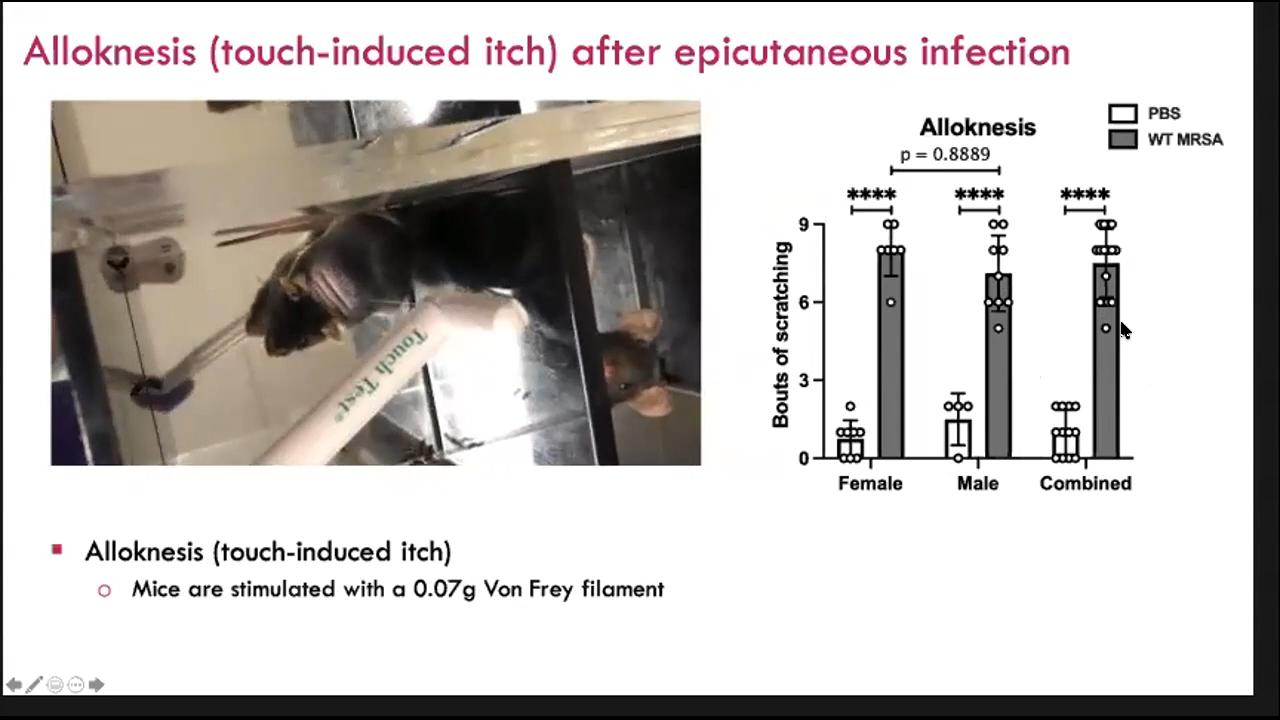 Alloknesis (touch-induced itch) after epicutaneous infection
Touch Test®
Alloknesis
p = 0.8889
PBS
WT MRSA
**** **** ****
Bouts of scratching
9
6
3
0
Female Male Combined
Alloknesis (touch-induced itch)
Mice are stimulated with a 0.07g Von Frey filament